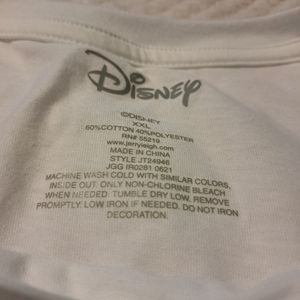 Disney
©DISNEY
XXL
60%COTTON 40%POLYESTER
RN# 55219
www.jerryleigh.com
MADE IN CHINA
STYLE JT24946
JGG IR0281 0621
MACHINE WASH COLD WITH SIMILAR COLORS,
INSIDE OUT. ONLY NON-CHLORINE BLEACH
WHEN NEEDED. TUMBLE DRY LOW. REMOVE
PROMPTLY. LOW IRON IF NEEDED. DO NOT IRON
DECORATION.